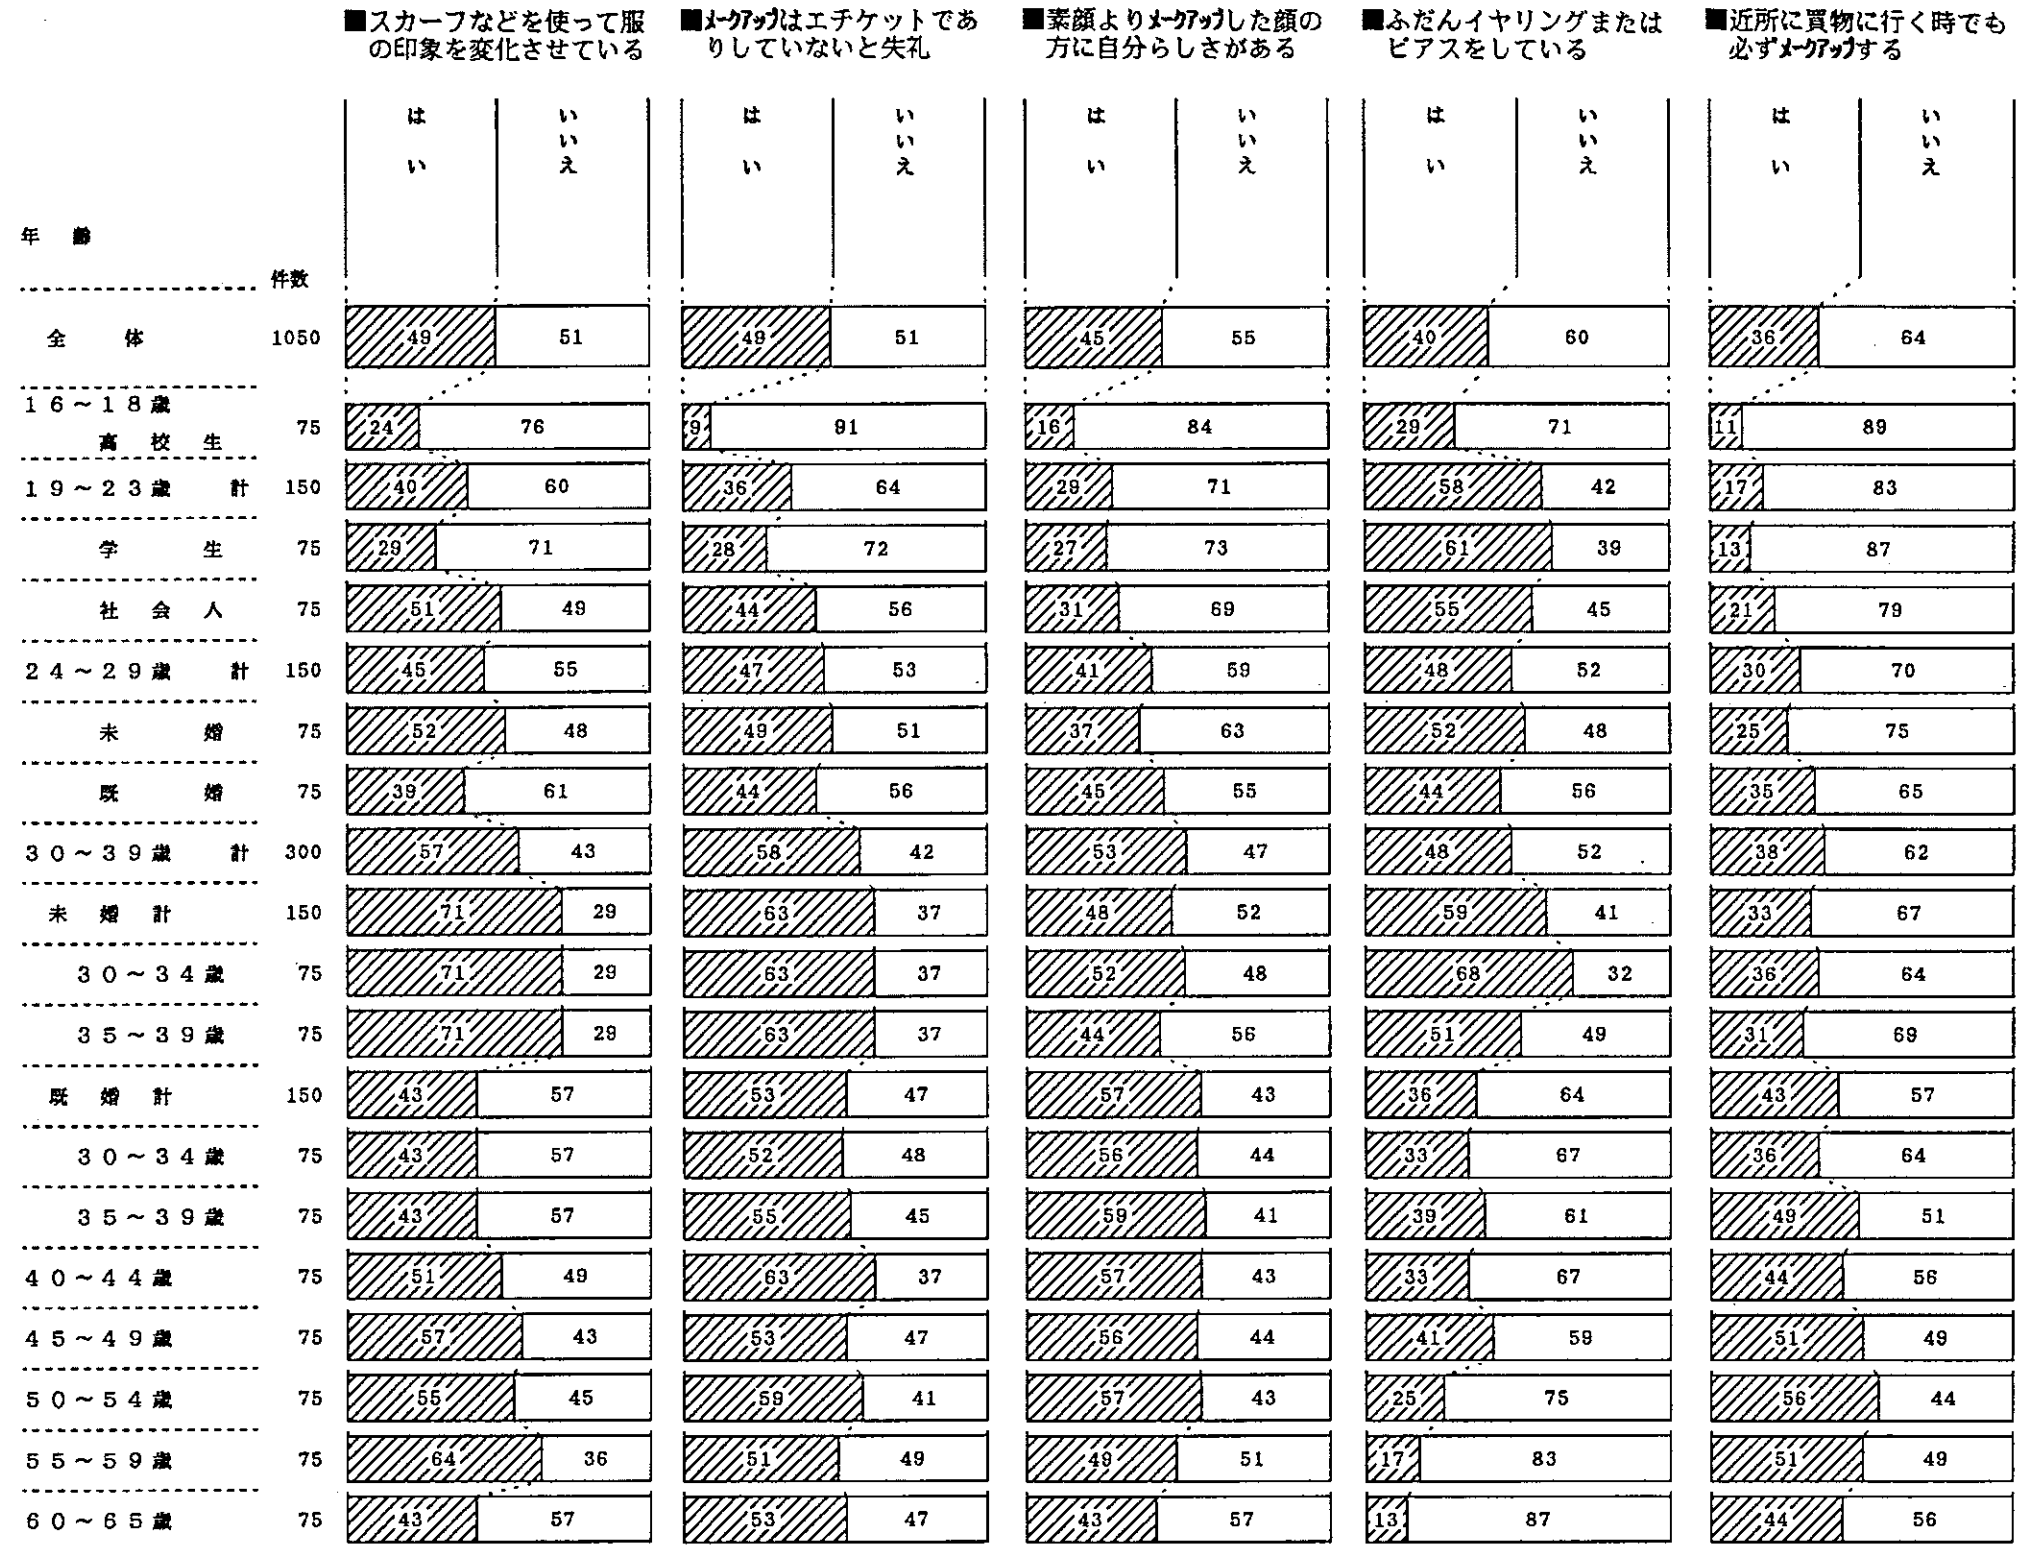 ■スカーフなどを使って服
の印象を変化させている
■メークアップはエチケットであ
りしていないと失礼
■素顔よりメークアップした顔の
方に自分らしさがある
■ふだんイヤリングまたは
ピアスをしている
■近所に買物に行く時でも
必ずメークアップする
はい いいえ はい いいえ はい いいえ はい いいえ はい いいえ
年齢
件数
全体 1050 49 51 49 51 45 55 40 60 36 64
16~18歳
高校生 75 24 76 9 91 16 84 29 71 11 89
19~23歳 計 150 40 60 36 64 29 71 58 42 17 83
学生 75 29 71 28 72 27 73 61 39 13 87
社会人 75 51 49 44 56 31 69 55 45 21 79
24~29歳 計 150 45 55 47 53 41 59 48 52 30 70
未婚 75 52 48 49 51 37 63 52 48 25 75
既婚 75 39 61 44 56 45 55 44 56 35 65
30~39歳 計 300 57 43 58 42 53 47 48 52 38 62
未婚計 150 71 29 63 37 48 52 59 41 33 67
30~34歳 75 71 29 63 37 52 48 68 32 36 64
35~39歳 75 71 29 63 37 44 56 51 49 31 69
既婚計 150 43 57 53 47 57 43 36 64 43 57
30~34歳 75 43 57 52 48 56 44 33 67 36 64
35~39歳 75 43 57 55 45 59 41 39 61 49 51
40~44歳 75 51 49 63 37 57 43 33 67 44 56
45~49歳 75 57 43 53 47 56 44 41 59 51 49
50~54歳 75 55 45 59 41 57 43 25 75 56 44
55~59歳 75 64 36 51 49 49 51 17 83 51 49
60~65歳 75 43 57 53 47 43 57 13 87 44 56